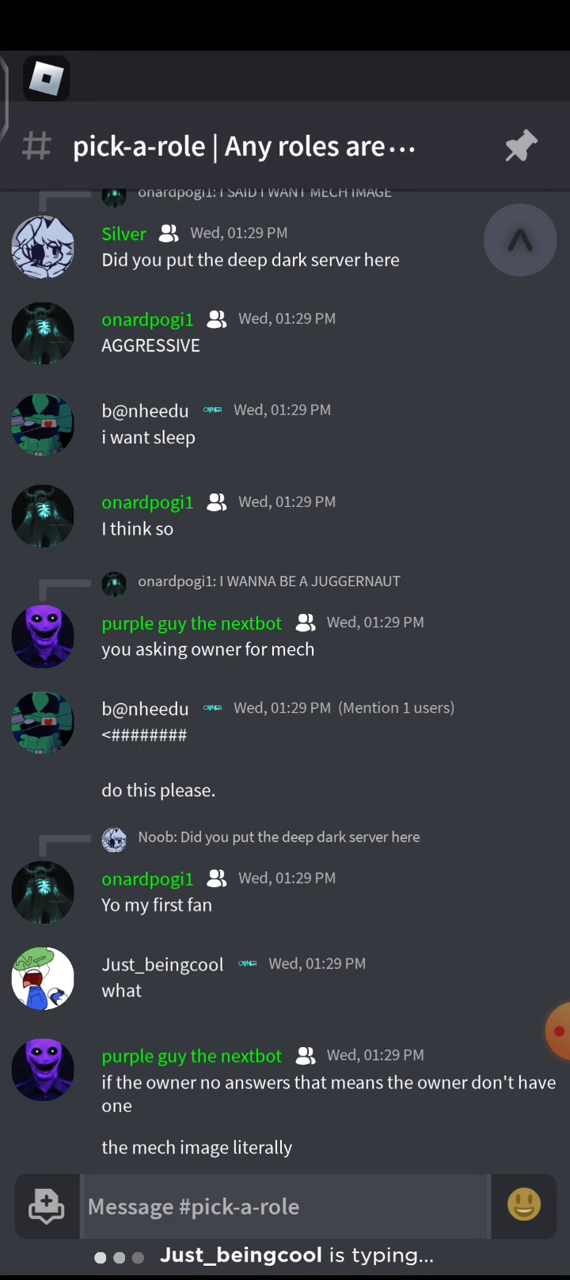 pick-a-role | Any roles are...
onardpogi1: I SAID I WANT MECH IMAGE
Silver Wed, 01:29 PM
Did you put the deep dark server here
onardpogi1 Wed, 01:29 PM
AGGRESSIVE
b@nheedu OWNER Wed, 01:29 PM
i want sleep
onardpogi1 Wed, 01:29 PM
I think so
onardpogi1: I WANNA BE A JUGGERNAUT
purple guy the nextbot Wed, 01:29 PM
you asking owner for mech
b@nheedu OWNER Wed, 01:29 PM (Mention 1 users)
<########
do this please.
Noob: Did you put the deep dark server here
onardpogi1 Wed, 01:29 PM
Yo my first fan
Just_beingcool OWNER Wed, 01:29 PM
what
purple guy the nextbot Wed, 01:29 PM
if the owner no answers that means the owner don't have
one
the mech image literally
Message #pick-a-role
Just_beingcool is typing...